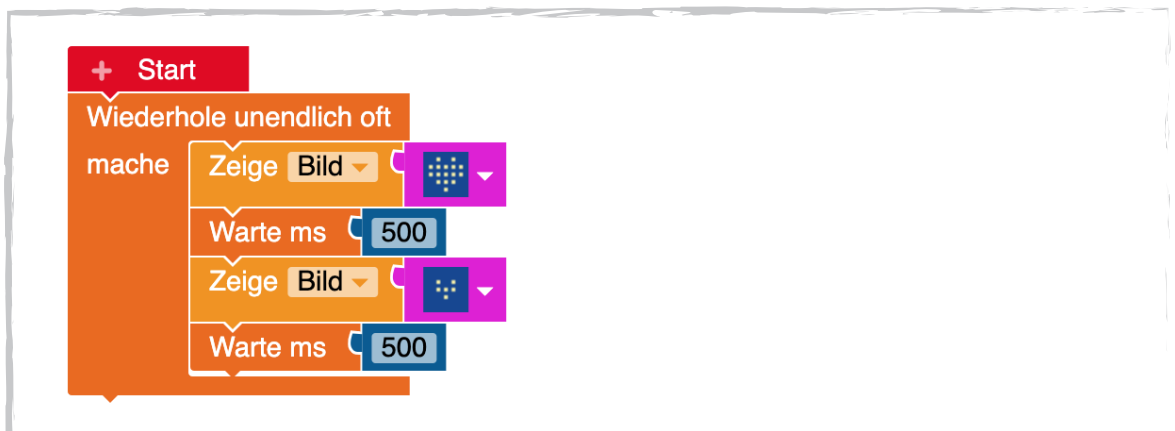 + Start
Wiederhole unendlich oft
mache Zeige Bild
Warte ms 500
Zeige Bild
Warte ms 500